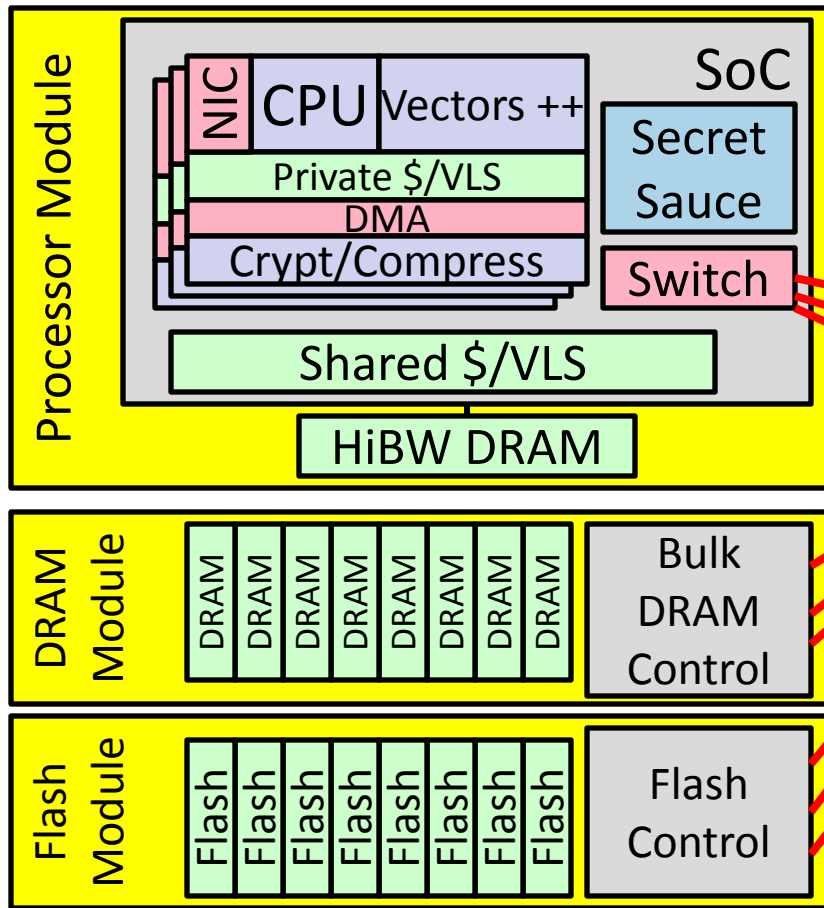 Processor Module
SoC
NIC
CPU
Vectors ++
Private $/VLS
DMA
Crypt/Compress
Secret
Sauce
Switch
Shared $/VLS
HiBW DRAM
DRAM
Module
DRAM
DRAM
DRAM
DRAM
DRAM
DRAM
DRAM
DRAM
Bulk
DRAM
Control
Flash
Module
Flash
Flash
Flash
Flash
Flash
Flash
Flash
Flash
Flash
Control